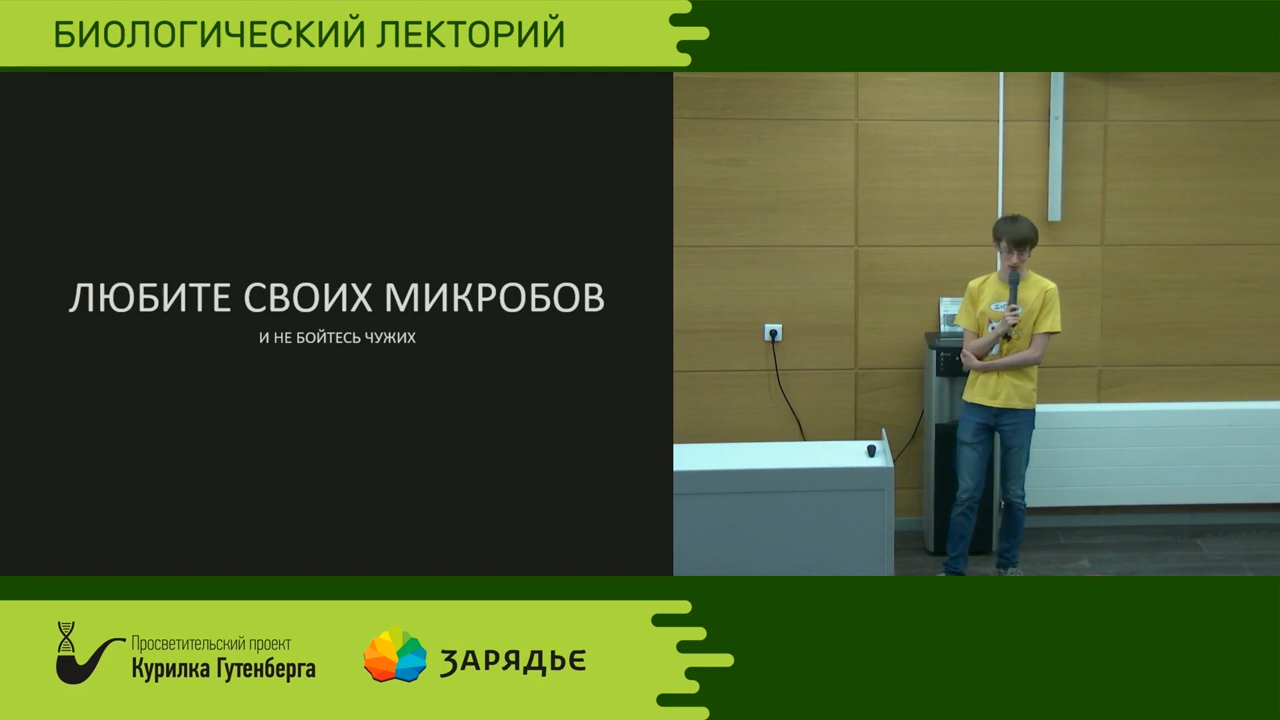 БИОЛОГИЧЕСКИЙ ЛЕКТОРИЙ
ЛЮБИТЕ СВОИХ МИКРОБОВ
И НЕ БОЙТЕСЬ ЧУЖИХ
Просветительский проект
Курилка Гутенберга
ЗАРЯДЬЕ